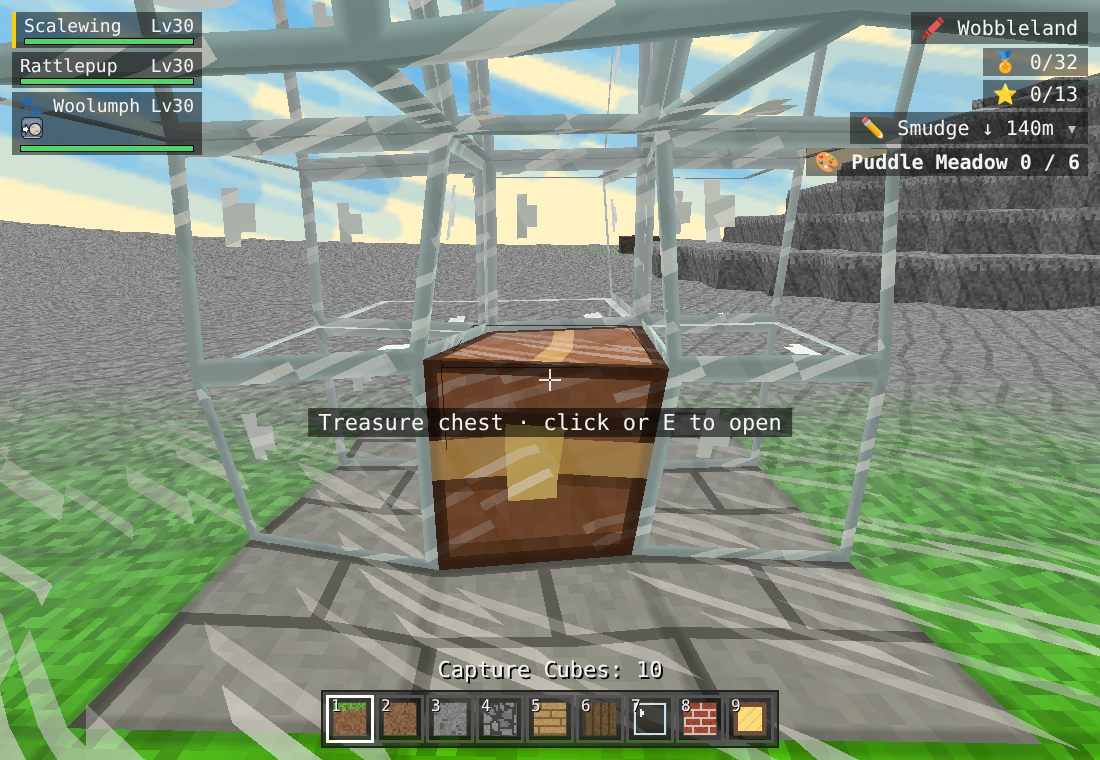 Scalewing Lv30
Rattlepup Lv30
Woolumph Lv30
Wobbleland
0/32
0/13
Smudge ↓ 140m ▾
Puddle Meadow 0 / 6
Treasure chest · click or E to open
Capture Cubes: 10
1 2 3 4 5 6 7 8 9